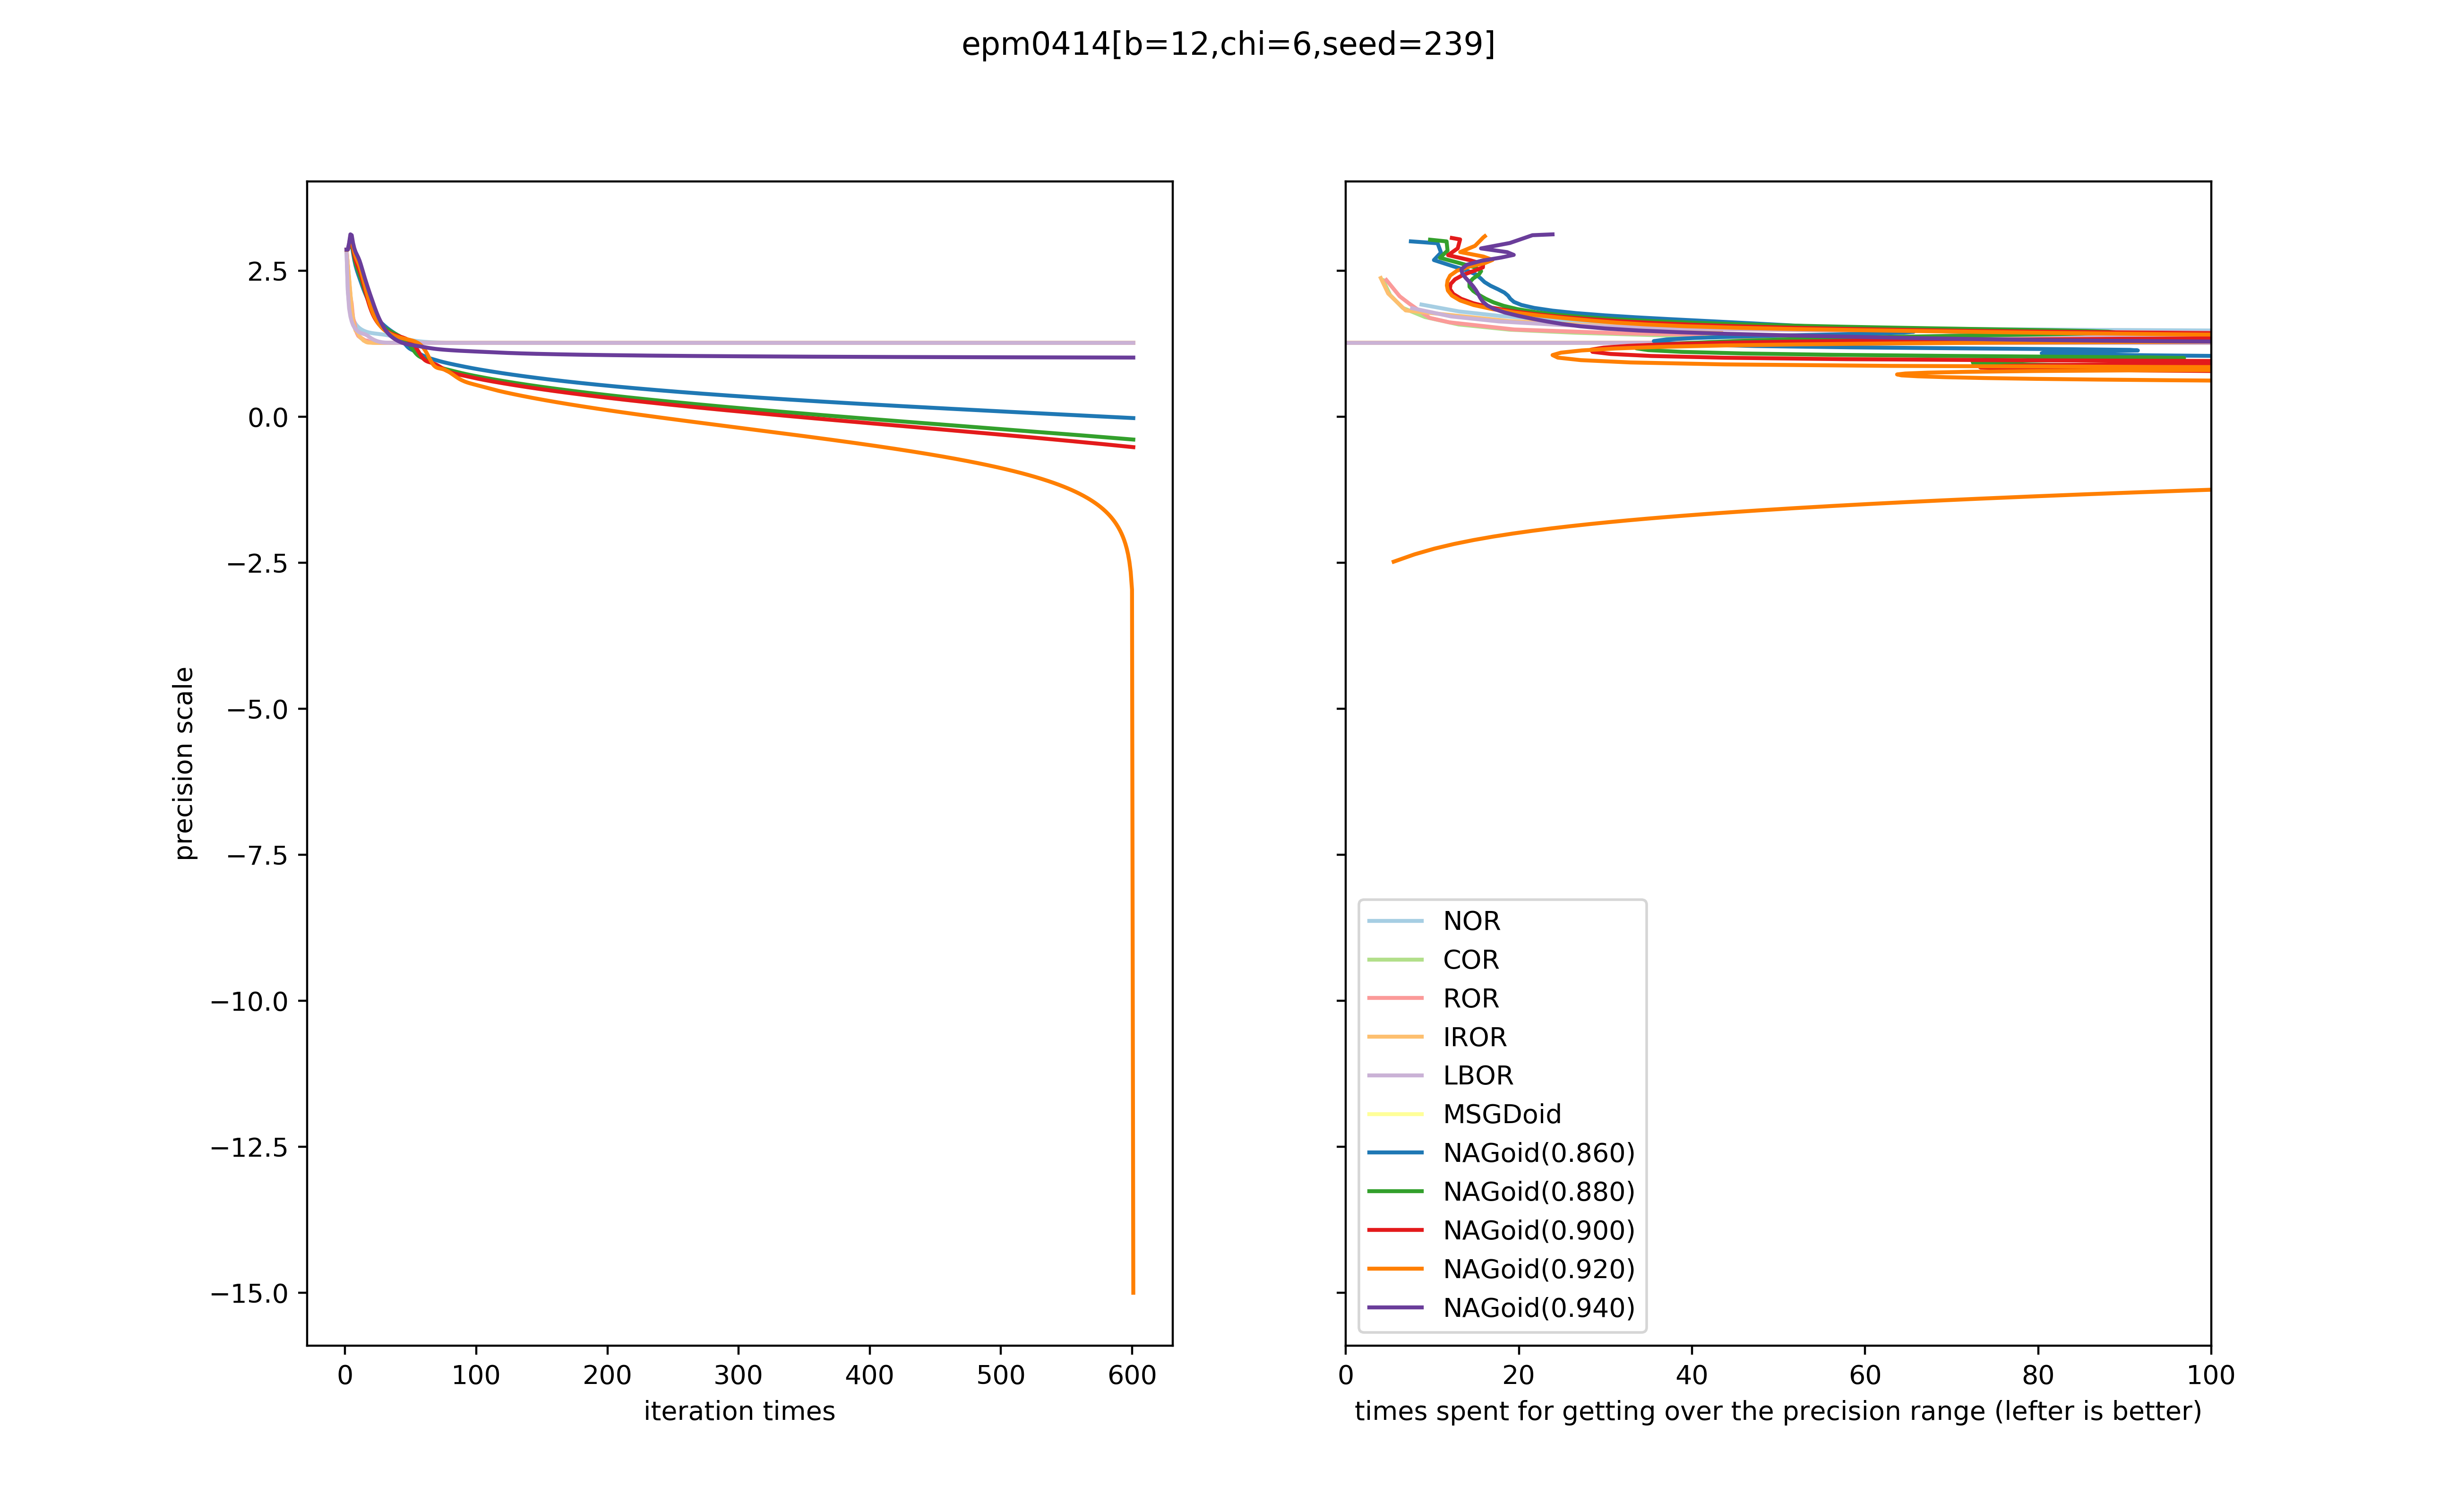 epm0414[b=12,chi=6,seed=239]
precision scale
2.5
0.0
−2.5
−5.0
−7.5
−10.0
−12.5
−15.0
0 100 200 300 400 500 600
iteration times
NOR
COR
ROR
IROR
LBOR
MSGDoid
NAGoid(0.860)
NAGoid(0.880)
NAGoid(0.900)
NAGoid(0.920)
NAGoid(0.940)
0 20 40 60 80 100
times spent for getting over the precision range (lefter is better)